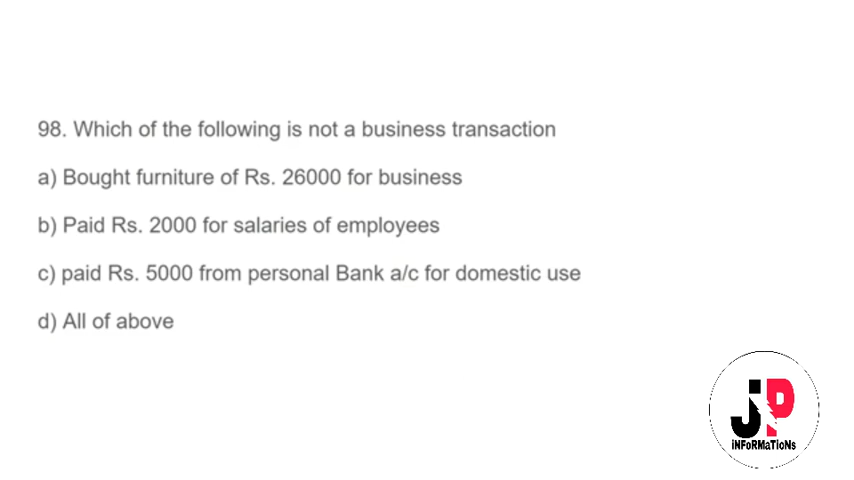 98. Which of the following is not a business transaction
a) Bought furniture of Rs. 26000 for business
b) Paid Rs. 2000 for salaries of employees
c) paid Rs. 5000 from personal Bank a/c for domestic use
d) All of above
JP
iNFoRMaTioNs